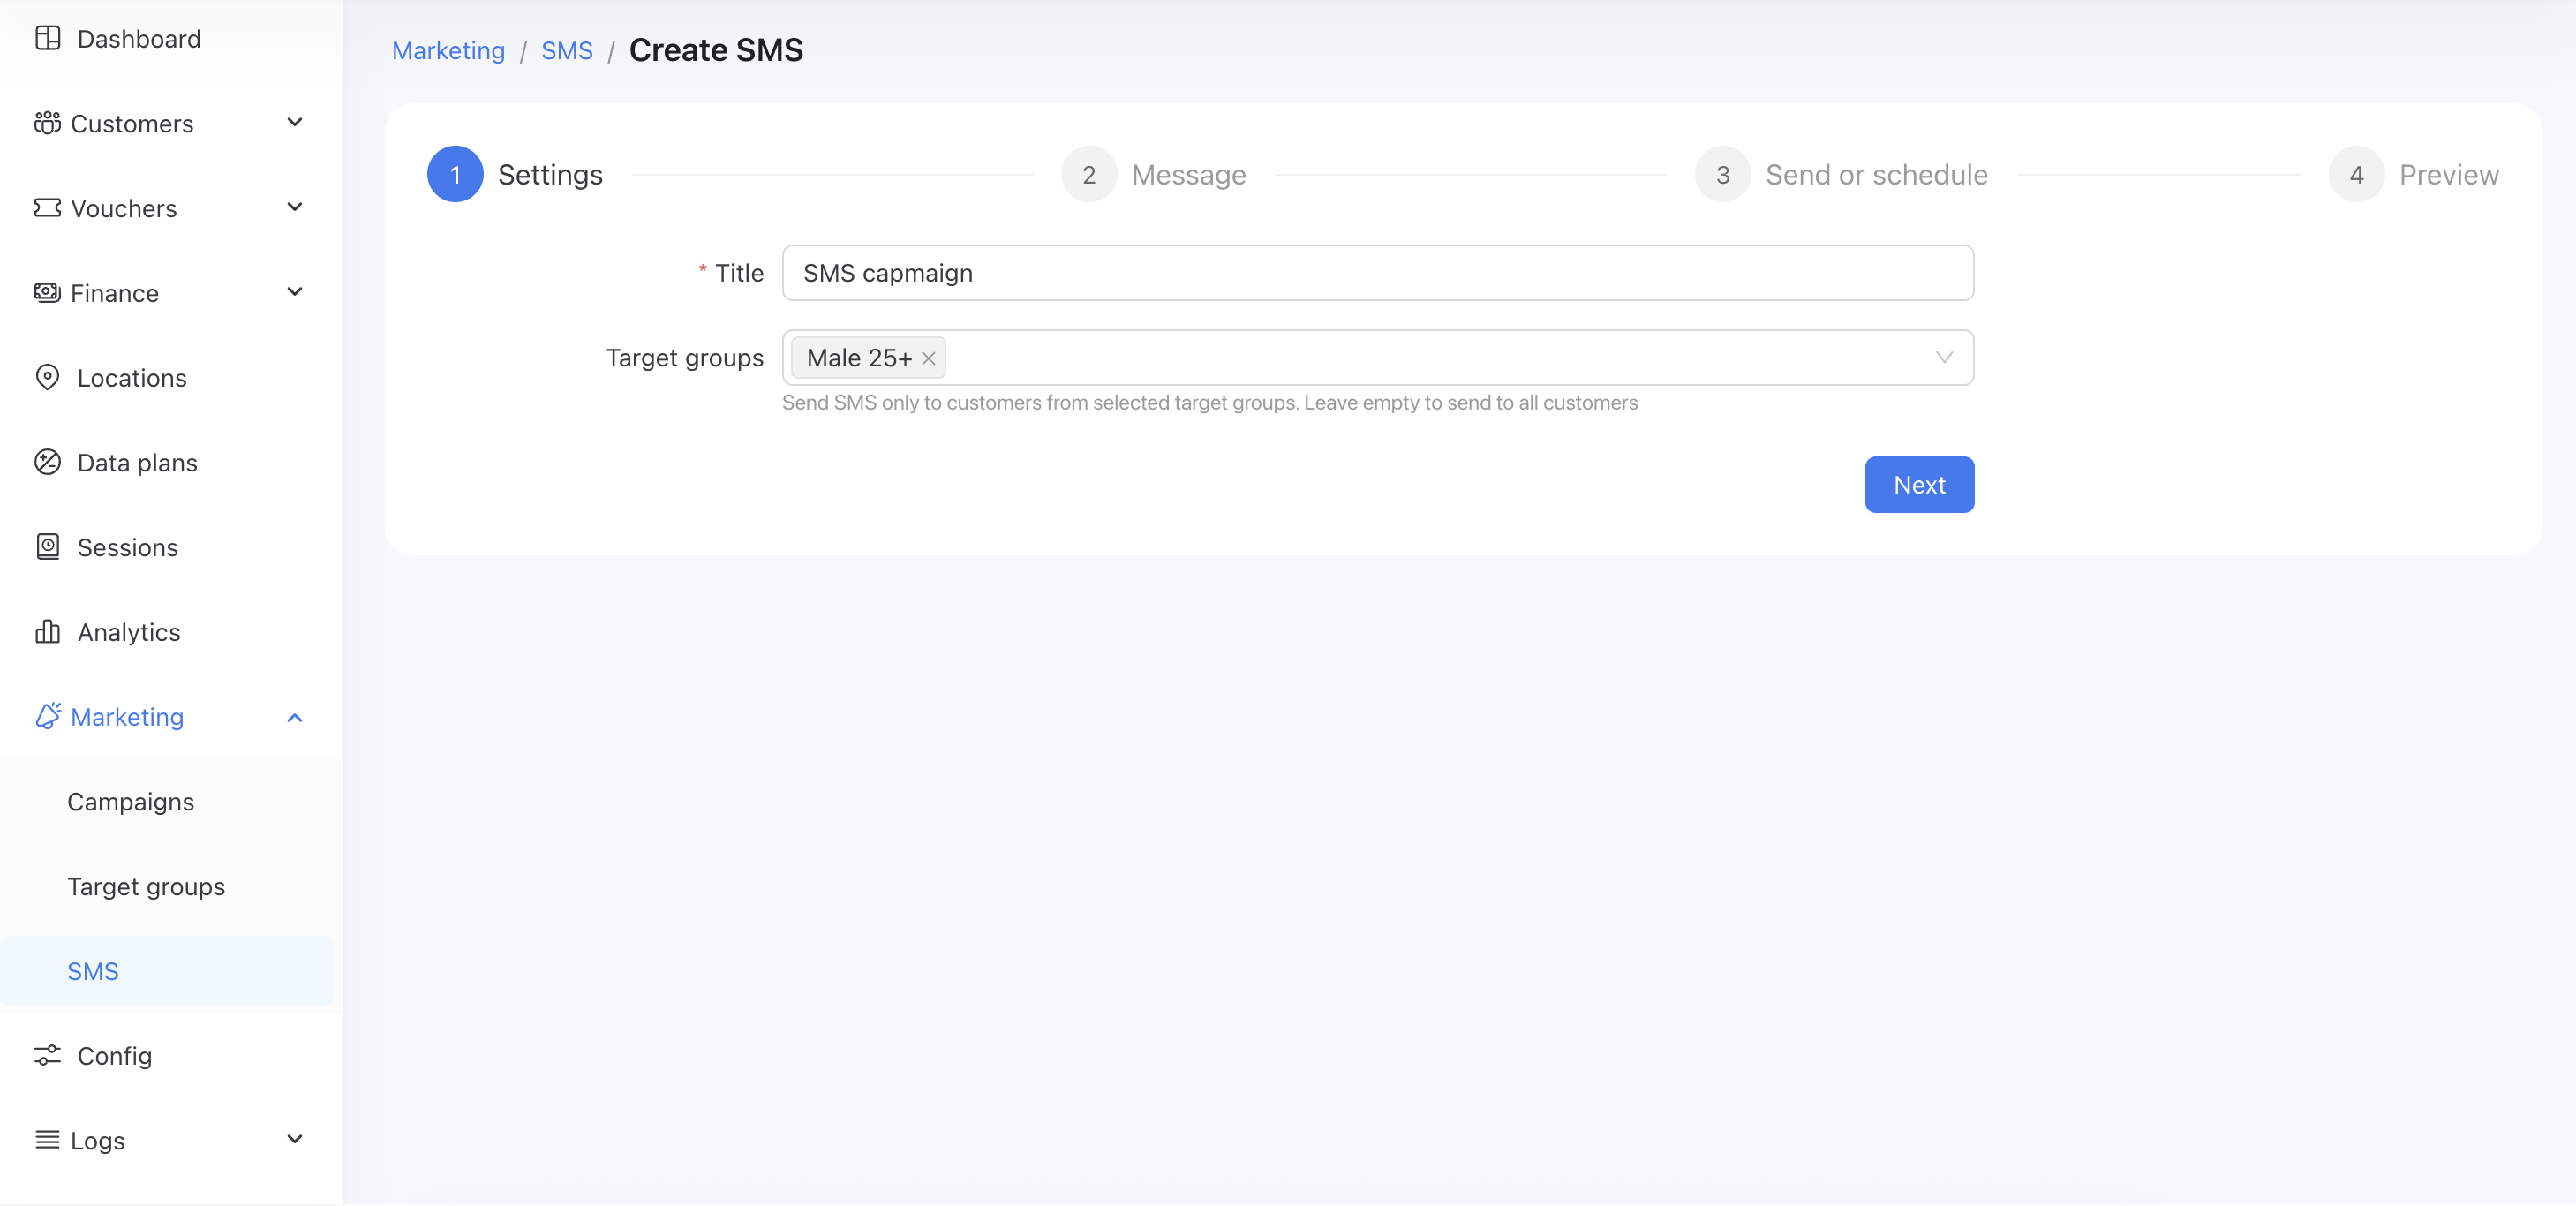 Dashboard
Customers
Vouchers
Finance
Locations
Data plans
Sessions
Analytics
Marketing
Campaigns
Target groups
SMS
Config
Logs
Marketing / SMS / Create SMS
1 Settings 2 Message 3 Send or schedule 4 Preview
* Title SMS capmaign
Target groups Male 25+
Send SMS only to customers from selected target groups. Leave empty to send to all customers
Next